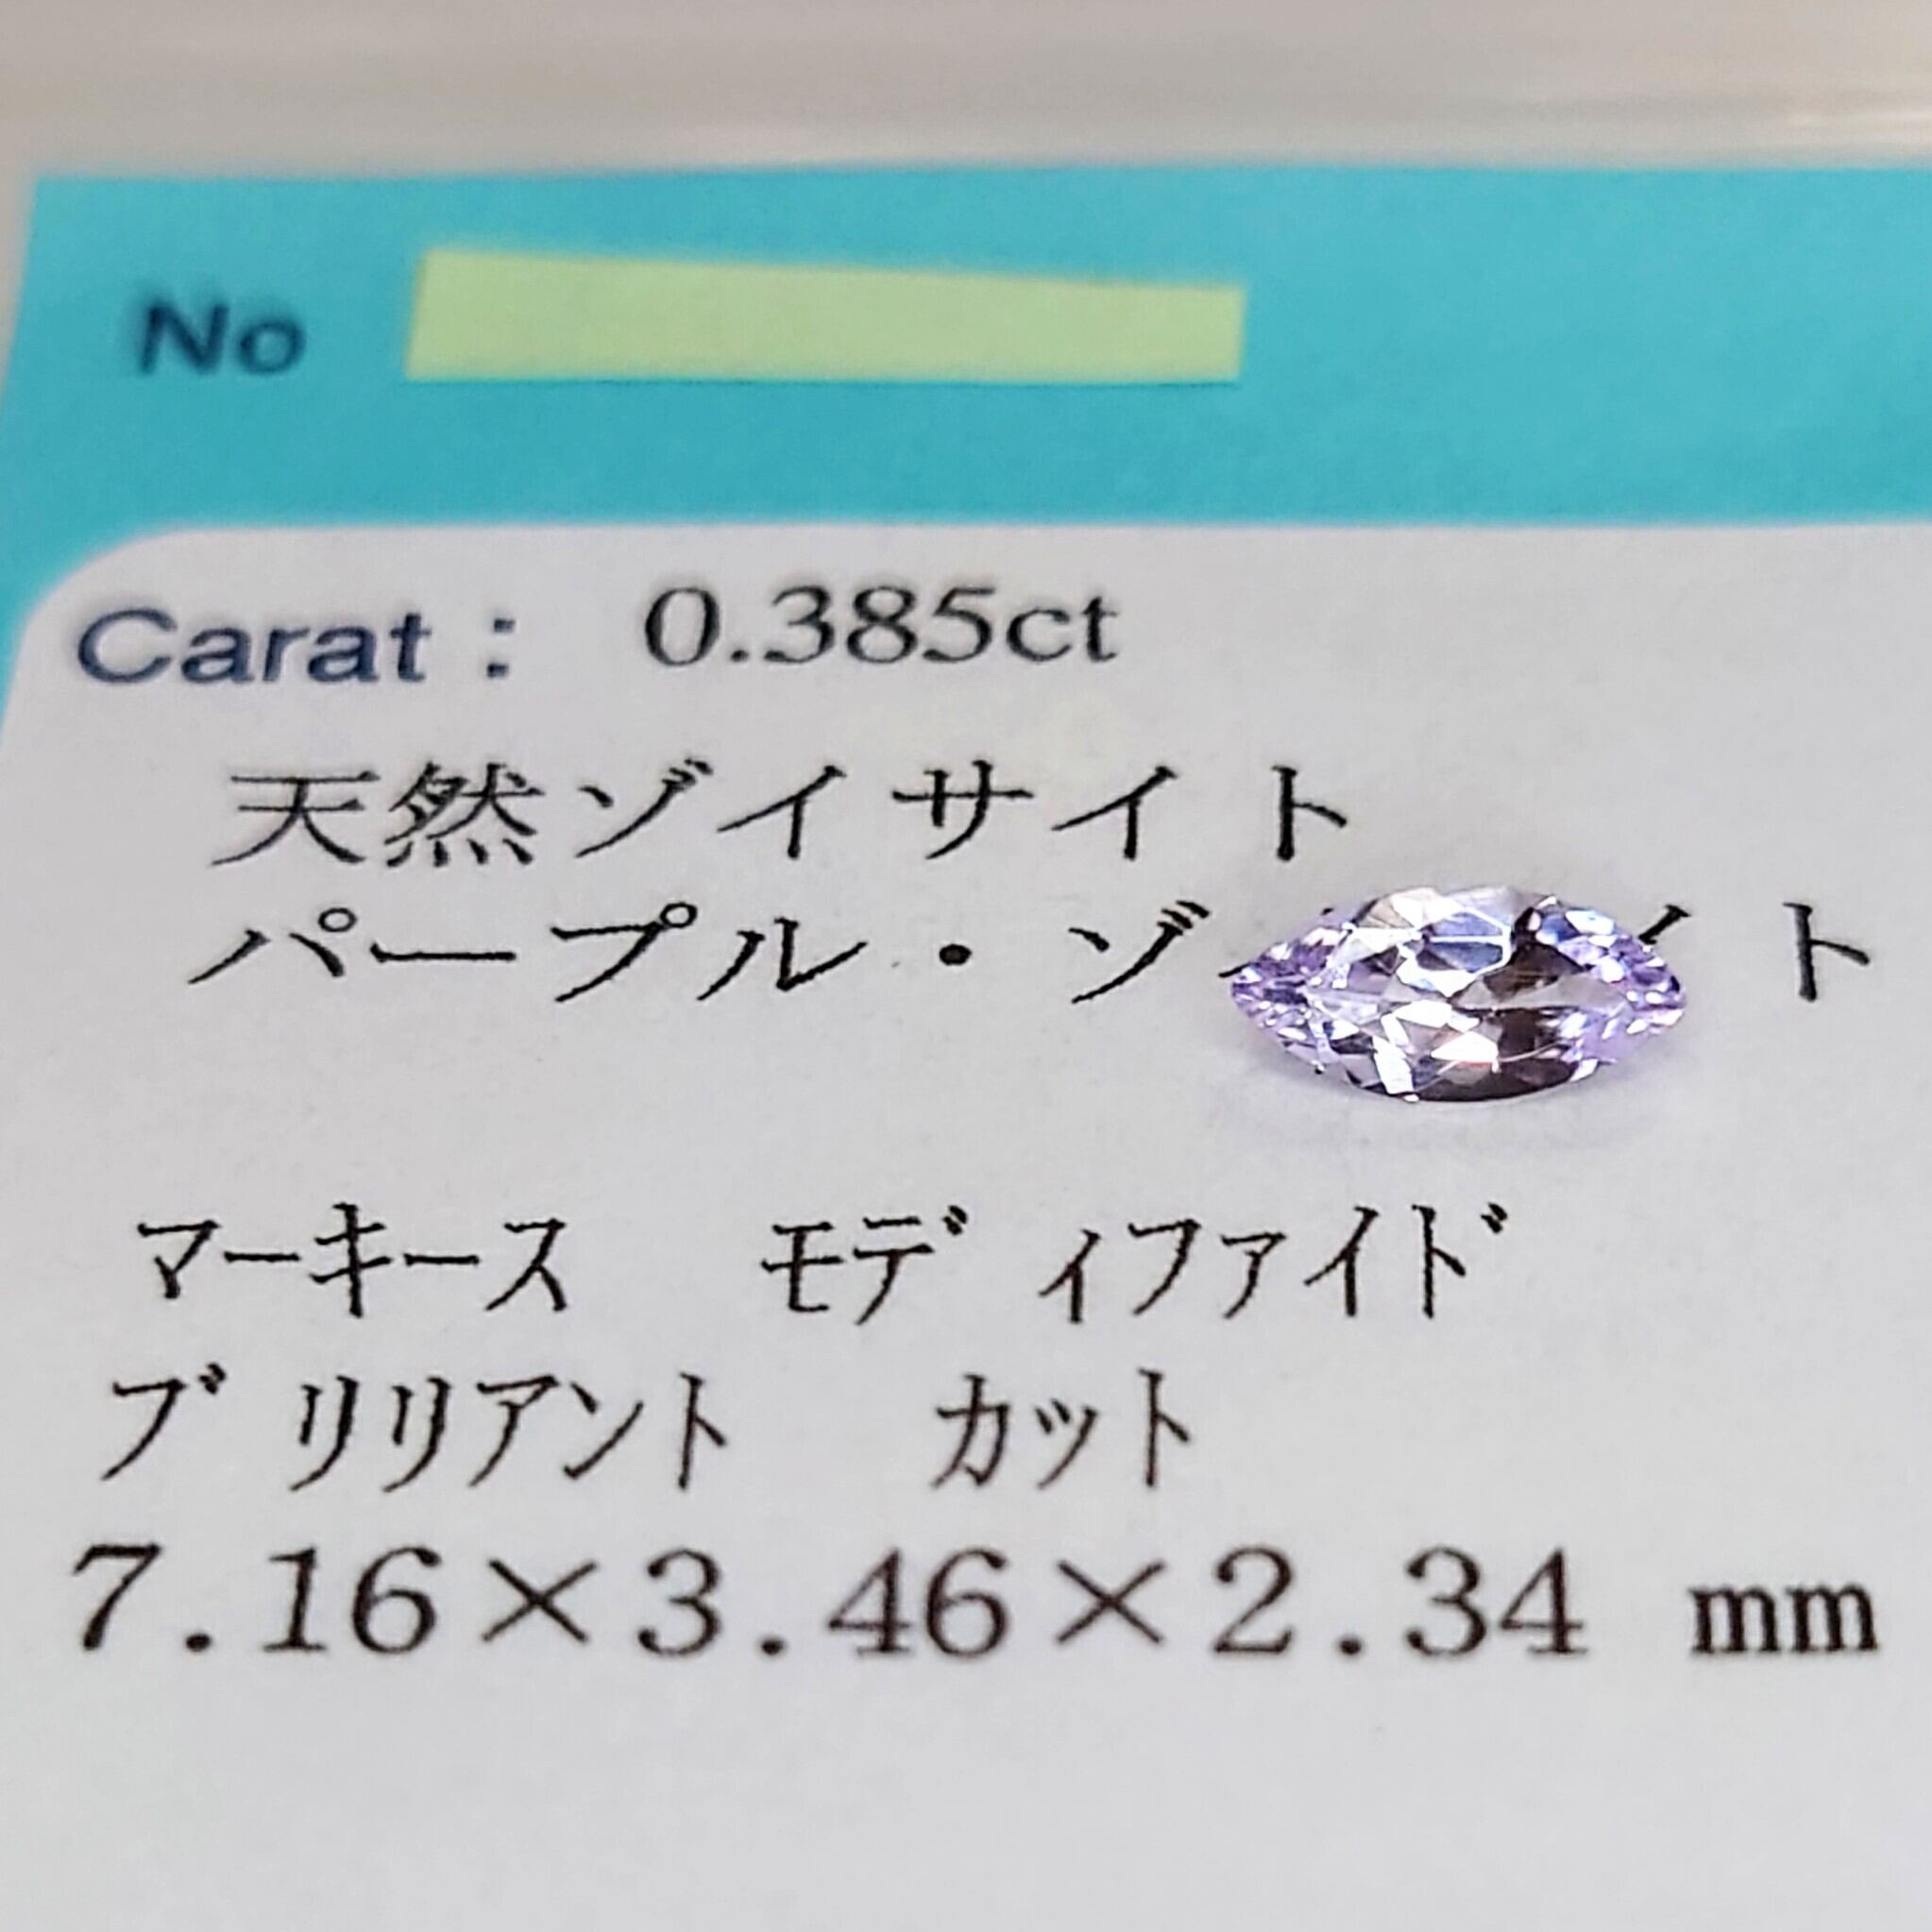 No
Carat : 0.385ct
天然ゾイサイト
パープル・ゾ イト
マーキース モディファイド
ブリリアント カット
7.16×3.46×2.34 mm